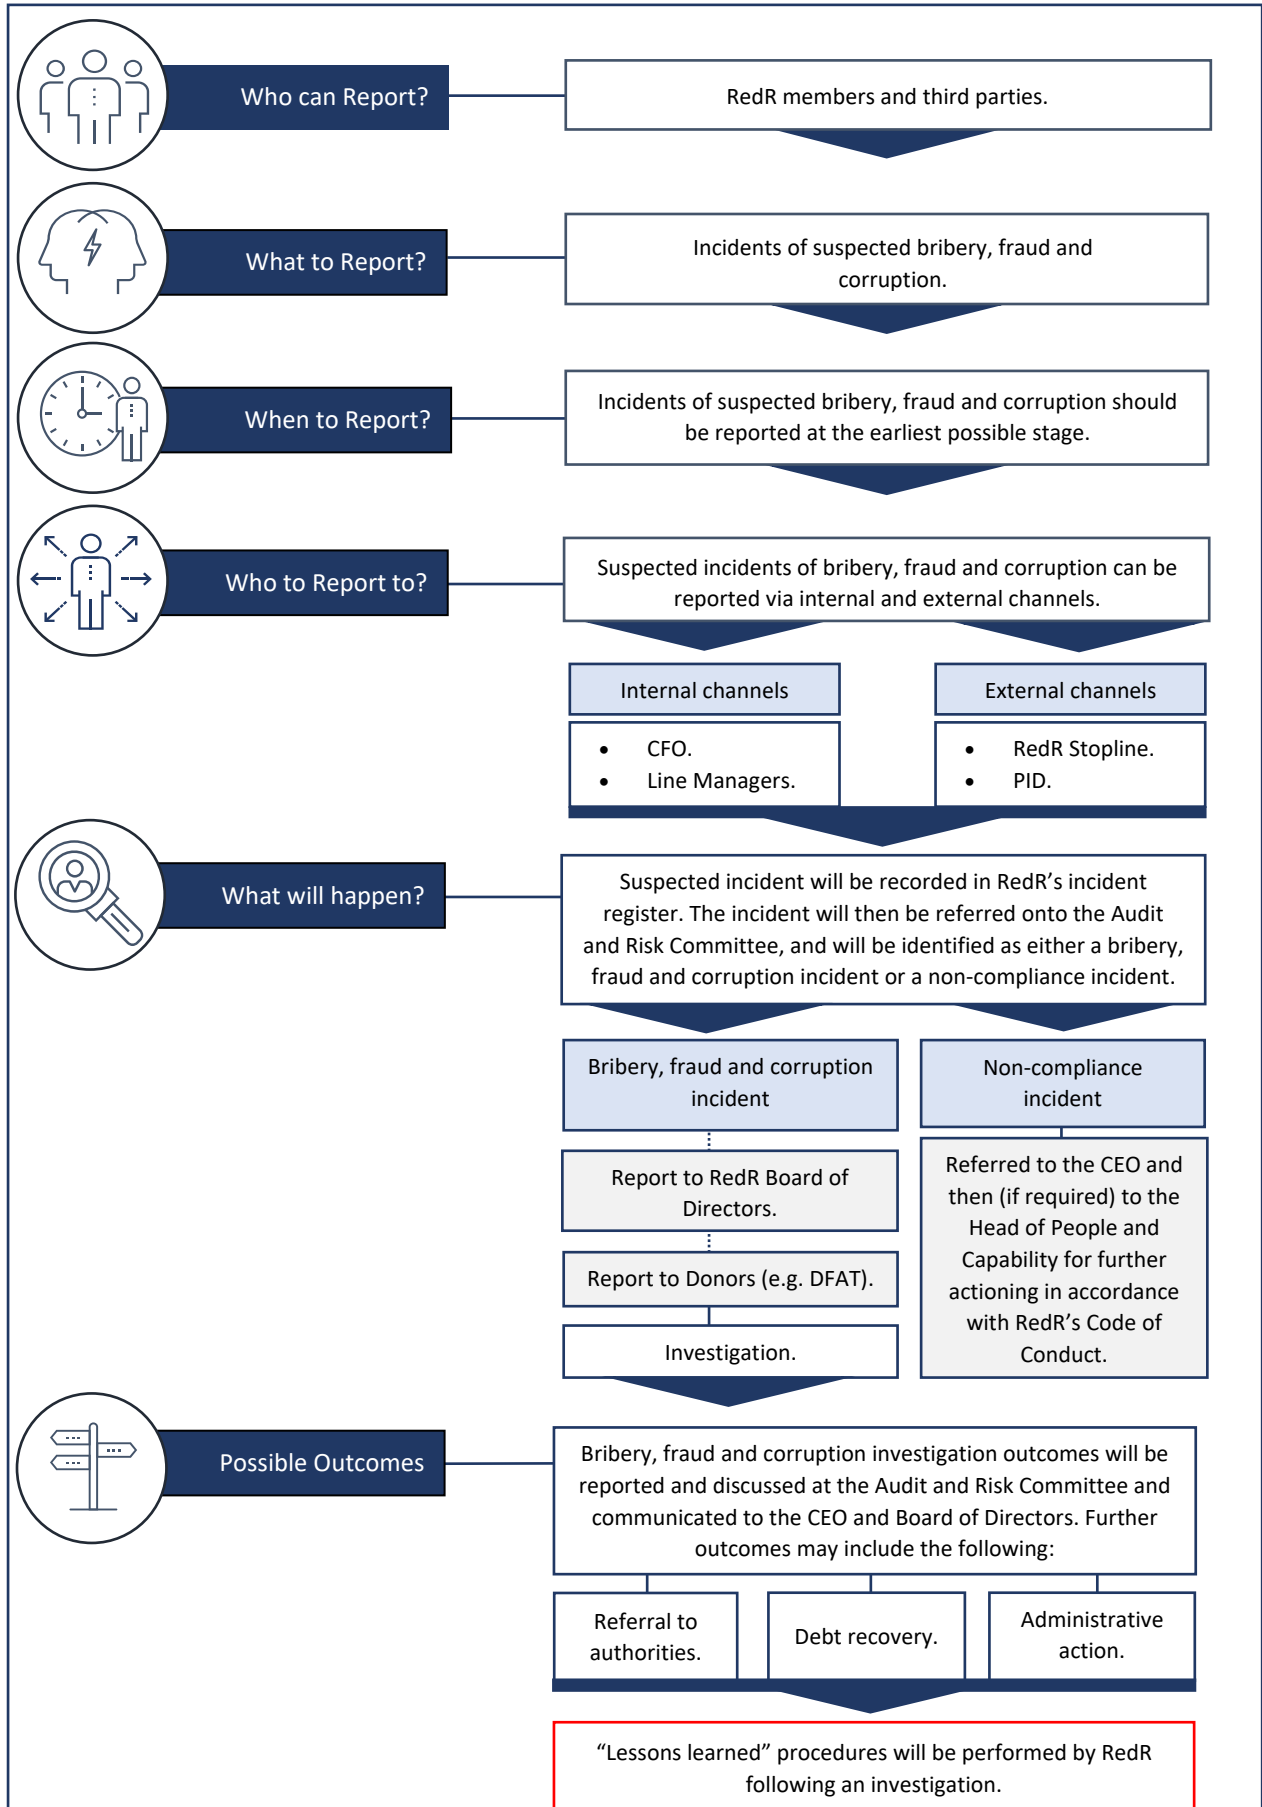 Who can Report?
RedR members and third parties.
What to Report?
Incidents of suspected bribery, fraud and
corruption.
When to Report?
Incidents of suspected bribery, fraud and corruption should
be reported at the earliest possible stage.
Who to Report to?
Suspected incidents of bribery, fraud and corruption can be
reported via internal and external channels.
Internal channels
• CFO.
• Line Managers.
External channels
• RedR Stopline.
• PID.
What will happen?
Suspected incident will be recorded in RedR’s incident
register. The incident will then be referred onto the Audit
and Risk Committee, and will be identified as either a bribery,
fraud and corruption incident or a non-compliance incident.
Bribery, fraud and corruption
incident
Report to RedR Board of
Directors.
Report to Donors (e.g. DFAT).
Investigation.
Non-compliance
incident
Referred to the CEO and
then (if required) to the
Head of People and
Capability for further
actioning in accordance
with RedR’s Code of
Conduct.
Possible Outcomes
Bribery, fraud and corruption investigation outcomes will be
reported and discussed at the Audit and Risk Committee and
communicated to the CEO and Board of Directors. Further
outcomes may include the following:
Referral to
authorities.
Debt recovery.
Administrative
action.
“Lessons learned” procedures will be performed by RedR
following an investigation.